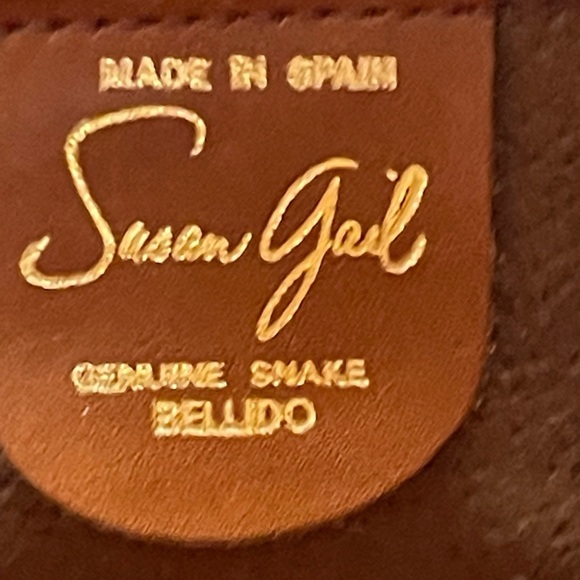 MADE IN SPAIN
Susan Gail
GENUINE SNAKE
BELLIDO